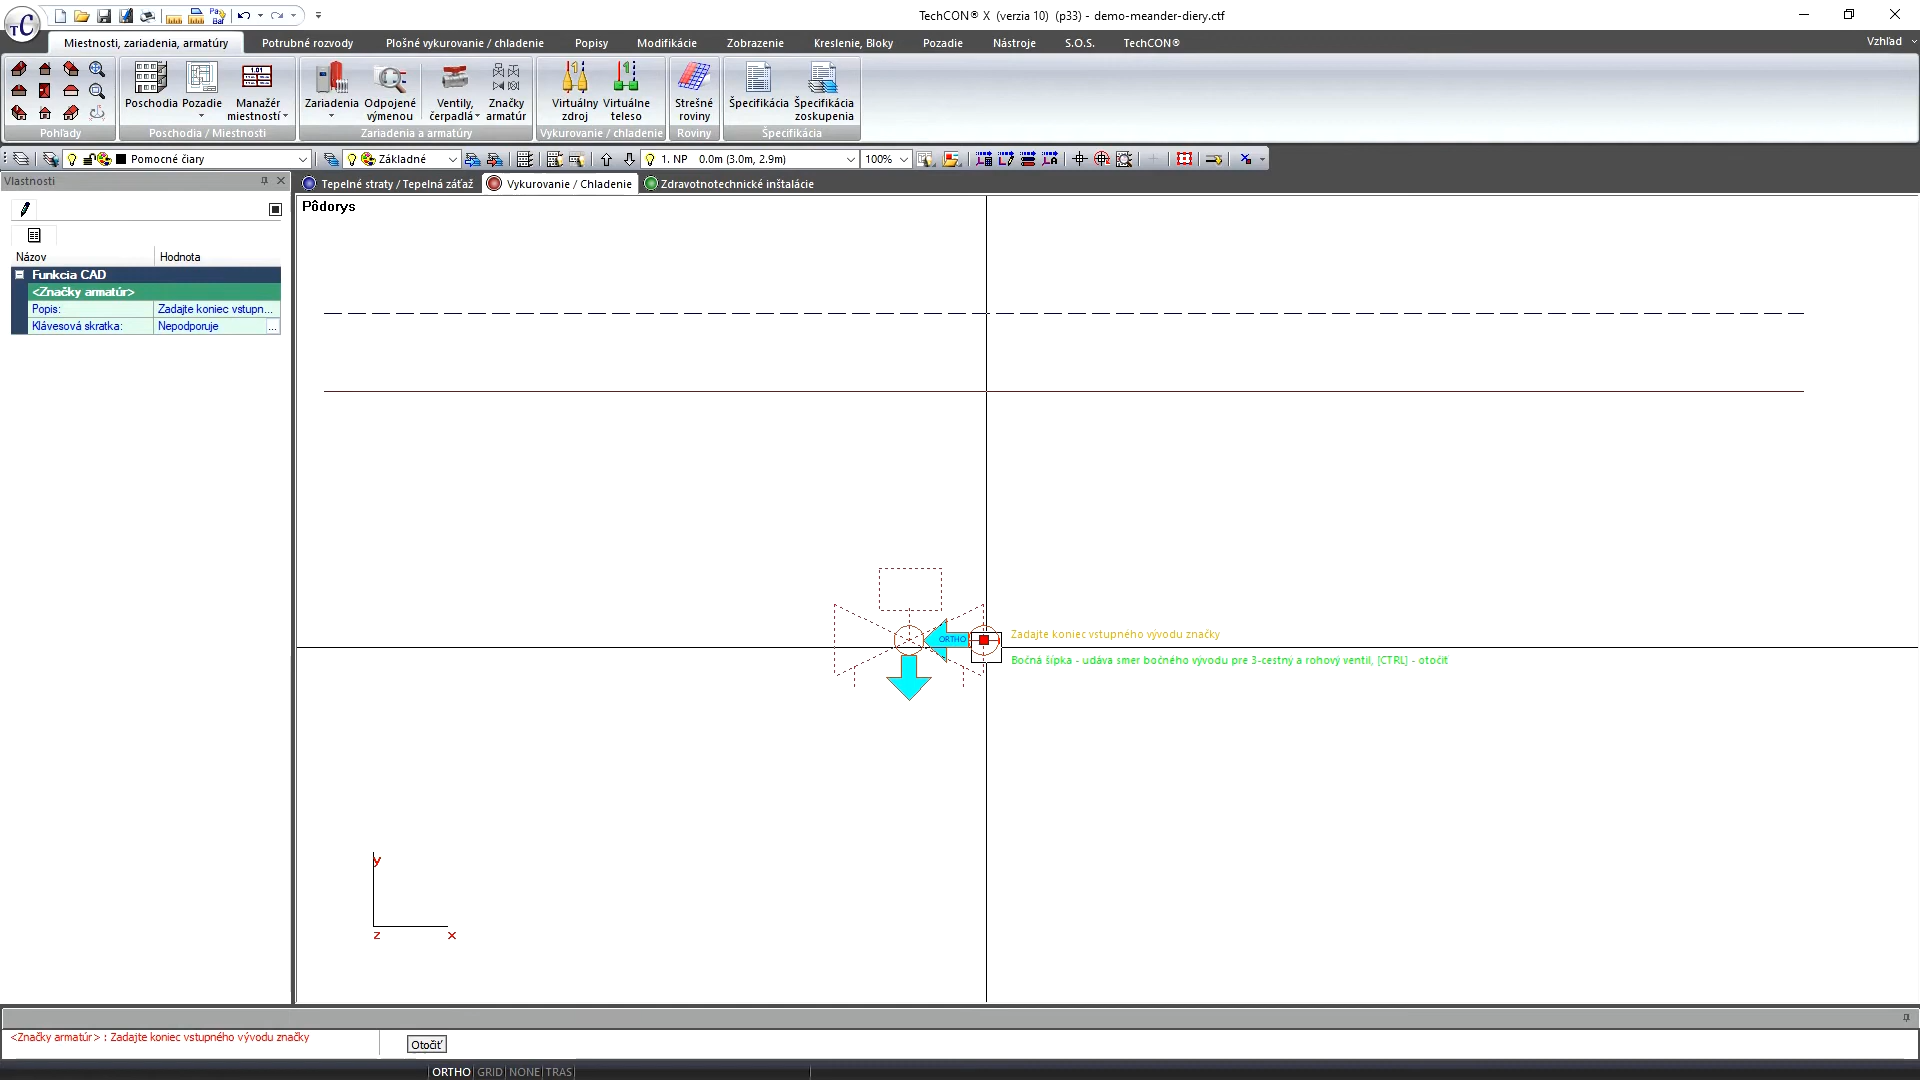 TechCON® X (verzia 10) (p33) - demo-meander-diery.ctf
Miestnosti, zariadenia, armatúry
Potrubné rozvody
Plošné vykurovanie / chladenie
Popisy
Modifikácie
Zobrazenie
Kreslenie, Bloky
Pozadie
Nástroje
S.O.S.
TechCON®
Vzhľad
Poschodia
Pozadie
Manažér miestností
Zariadenia
Odpojené výmenou
Ventily, čerpadlá
Značky armatúr
Virtuálny zdroj
Virtuálne teleso
Strešné roviny
Špecifikácia
Špecifikácia zoskupenia
Pohľady
Poschodia / Miestnosti
Zariadenia a armatúry
Vykurovanie / chladenie
Roviny
Špecifikácia
Pomocné čiary
Základné
1. NP 0.0m (3.0m, 2.9m)
100%
Vlastnosti
Tepelné straty / Tepelná záťaž
Vykurovanie / Chladenie
Zdravotnotechnické inštalácie
Pôdorys
Názov
Hodnota
Funkcia CAD
<Značky armatúr>
Popis:
Zadajte koniec vstupn...
Klávesová skratka:
Nepodporuje
...
ORTHO
Zadajte koniec vstupného vývodu značky
Bočná šípka - udáva smer bočného vývodu pre 3-cestný a rohový ventil, [CTRL] - otočiť
y
z
x
<Značky armatúr> : Zadajte koniec vstupného vývodu značky
Otočiť
ORTHO GRID NONE TRAS